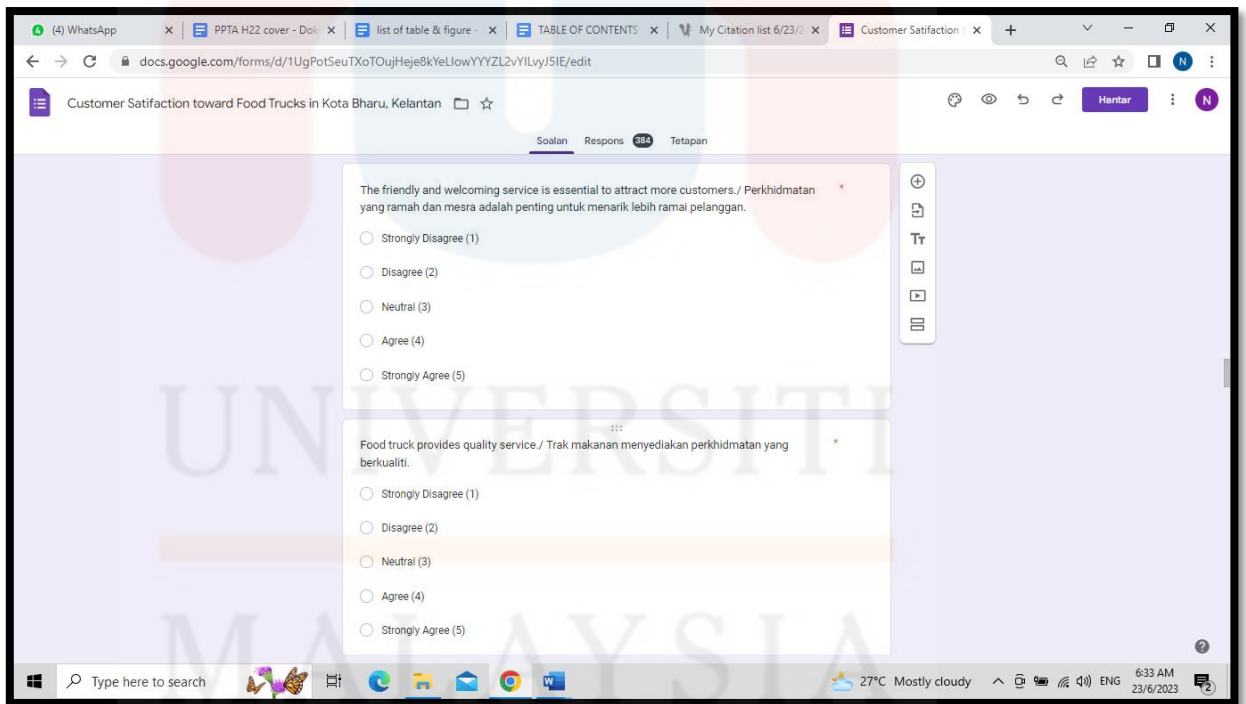 (4) WhatsApp
PPTA H22 cover - Dok
list of table & figure -
TABLE OF CONTENTS
My Citation list 6/23/2
Customer Satifaction t
docs.google.com/forms/d/1UgPotSeuTXoTOujHeje8kYeLIowYYYZL2vYILvyJ5IE/edit
N
Customer Satifaction toward Food Trucks in Kota Bharu, Kelantan
Hantar
N
Soalan Respons 384 Tetapan
The friendly and welcoming service is essential to attract more customers./ Perkhidmatan *
yang ramah dan mesra adalah penting untuk menarik lebih ramai pelanggan.
Strongly Disagree (1)
Disagree (2)
Neutral (3)
Agree (4)
Strongly Agree (5)
Tт
UNIVERSITI
Food truck provides quality service./ Trak makanan menyediakan perkhidmatan yang *
berkualiti.
Strongly Disagree (1)
Disagree (2)
Neutral (3)
Agree (4)
Strongly Agree (5)
MALAYSIA
Type here to search
27°C Mostly cloudy
ENG
6:33 AM
23/6/2023
2